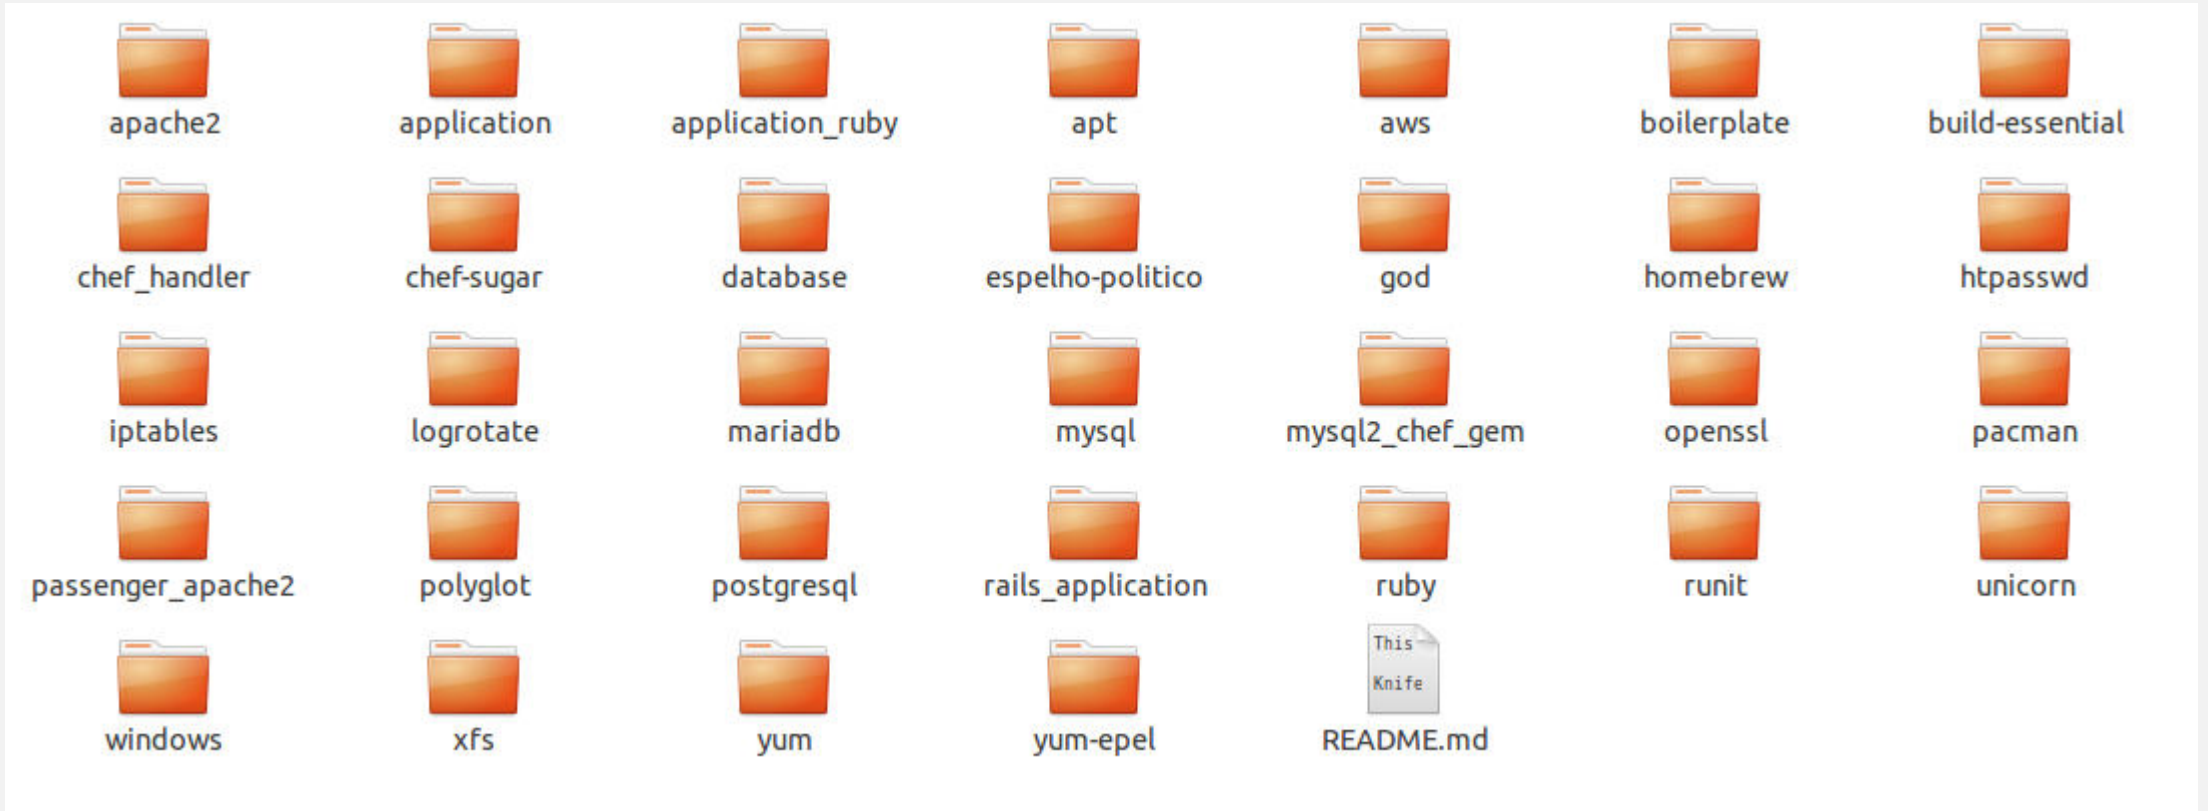 apache2 application application_ruby apt aws boilerplate build-essential
chef_handler chef-sugar database espelho-politico god homebrew htpasswd
iptables logrotate mariadb mysql mysql2_chef_gem openssl pacman
passenger_apache2 polyglot postgresql rails_application ruby runit unicorn
This
Knife
windows xfs yum yum-epel README.md